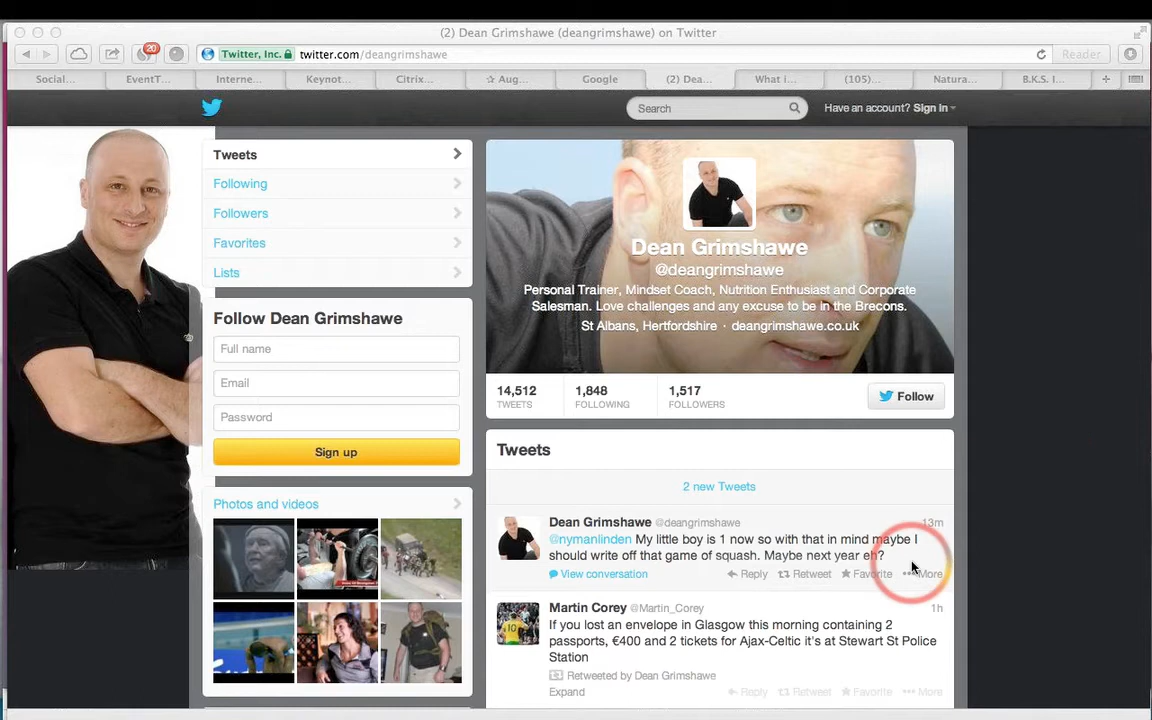 (2) Dean Grimshawe (deangrimshawe) on Twitter
20
Twitter, Inc. twitter.com/deangrimshawe
Reader
Social...
EventT...
Interne...
Keynot...
Citrix...
☆ Aug...
Google
(2) Dea...
What i...
(105)...
Natura...
B.K.S. I...
+
Search
Have an account? Sign in
Tweets
Following
Followers
Favorites
Lists
Follow Dean Grimshawe
Full name
Email
Password
Sign up
Photos and videos
Dean Grimshawe
@deangrimshawe
Personal Trainer, Mindset Coach, Nutrition Enthusiast and Corporate
Salesman. Love challenges and any excuse to be in the Brecons.
St Albans, Hertfordshire · deangrimshawe.co.uk
14,512
TWEETS
1,848
FOLLOWING
1,517
FOLLOWERS
Follow
Tweets
2 new Tweets
Dean Grimshawe @deangrimshawe 13m
@nymanlinden My little boy is 1 now so with that in mind maybe I
should write off that game of squash. Maybe next year eh?
View conversation Reply Retweet Favorite More
Martin Corey @Martin_Corey 1h
If you lost an envelope in Glasgow this morning containing 2
passports, €400 and 2 tickets for Ajax-Celtic it's at Stewart St Police
Station
Retweeted by Dean Grimshawe
Expand Reply Retweet Favorite More